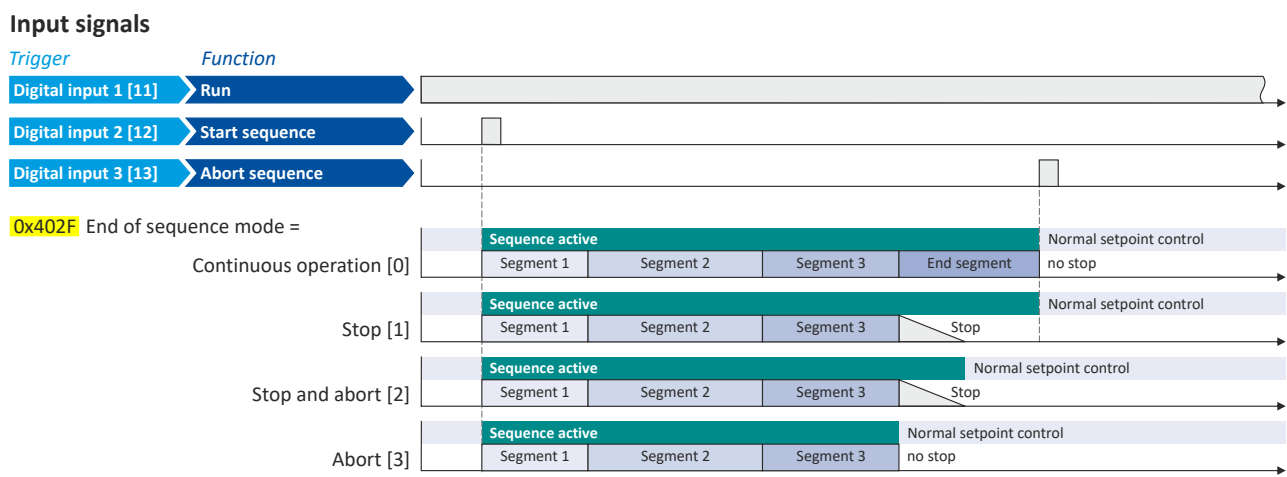 Input signals
Trigger Function
Digital input 1 [11] Run
Digital input 2 [12] Start sequence
Digital input 3 [13] Abort sequence
0x402F End of sequence mode =
Sequence active Normal setpoint control
Continuous operation [0] Segment 1 Segment 2 Segment 3 End segment no stop
Sequence active Normal setpoint control
Stop [1] Segment 1 Segment 2 Segment 3 Stop
Sequence active Normal setpoint control
Stop and abort [2] Segment 1 Segment 2 Segment 3 Stop
Sequence active Normal setpoint control
Abort [3] Segment 1 Segment 2 Segment 3 no stop